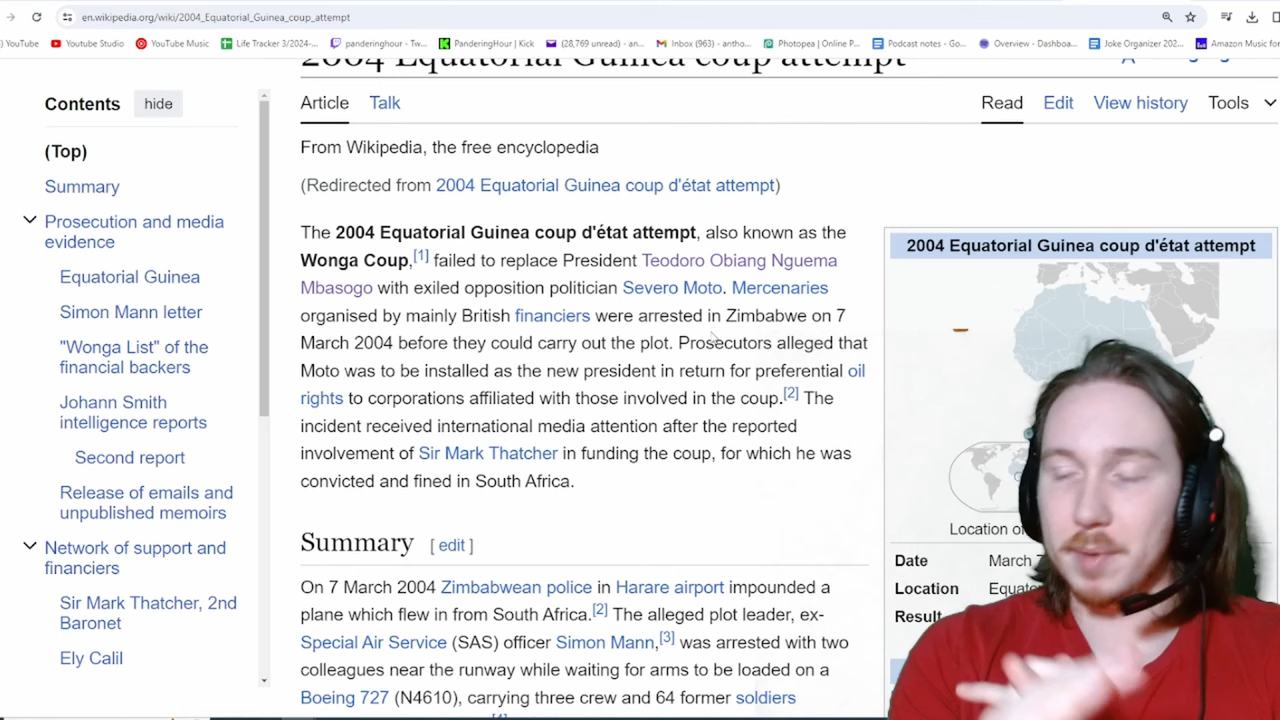 en.wikipedia.org/wiki/2004_Equatorial_Guinea_coup_attempt
YouTube YouTube Studio YouTube Music Life Tracker 3/2024-... panderinghour - Tw... PanderingHour | Kick (28,769 unread) - an... Inbox (963) - antho... Photopea | Online P... Podcast notes - Go... Overview - Dashboa... Joke Organizer 202... Amazon Music for
2004 Equatorial Guinea coup attempt
Contents hide
(Top)
Summary
Prosecution and media
evidence
Equatorial Guinea
Simon Mann letter
"Wonga List" of the
financial backers
Johann Smith
intelligence reports
Second report
Release of emails and
unpublished memoirs
Network of support and
financiers
Sir Mark Thatcher, 2nd
Baronet
Ely Calil
Article Talk Read Edit View history Tools
From Wikipedia, the free encyclopedia
(Redirected from 2004 Equatorial Guinea coup d'état attempt)
The 2004 Equatorial Guinea coup d'état attempt, also known as the
Wonga Coup,[1] failed to replace President Teodoro Obiang Nguema
Mbasogo with exiled opposition politician Severo Moto. Mercenaries
organised by mainly British financiers were arrested in Zimbabwe on 7
March 2004 before they could carry out the plot. Prosecutors alleged that
Moto was to be installed as the new president in return for preferential oil
rights to corporations affiliated with those involved in the coup.[2] The
incident received international media attention after the reported
involvement of Sir Mark Thatcher in funding the coup, for which he was
convicted and fined in South Africa.
Summary [ edit ]
On 7 March 2004 Zimbabwean police in Harare airport impounded a
plane which flew in from South Africa.[2] The alleged plot leader, ex-
Special Air Service (SAS) officer Simon Mann,[3] was arrested with two
colleagues near the runway while waiting for arms to be loaded on a
Boeing 727 (N4610), carrying three crew and 64 former soldiers
2004 Equatorial Guinea coup d'état attempt
Location
Date March
Location
Result